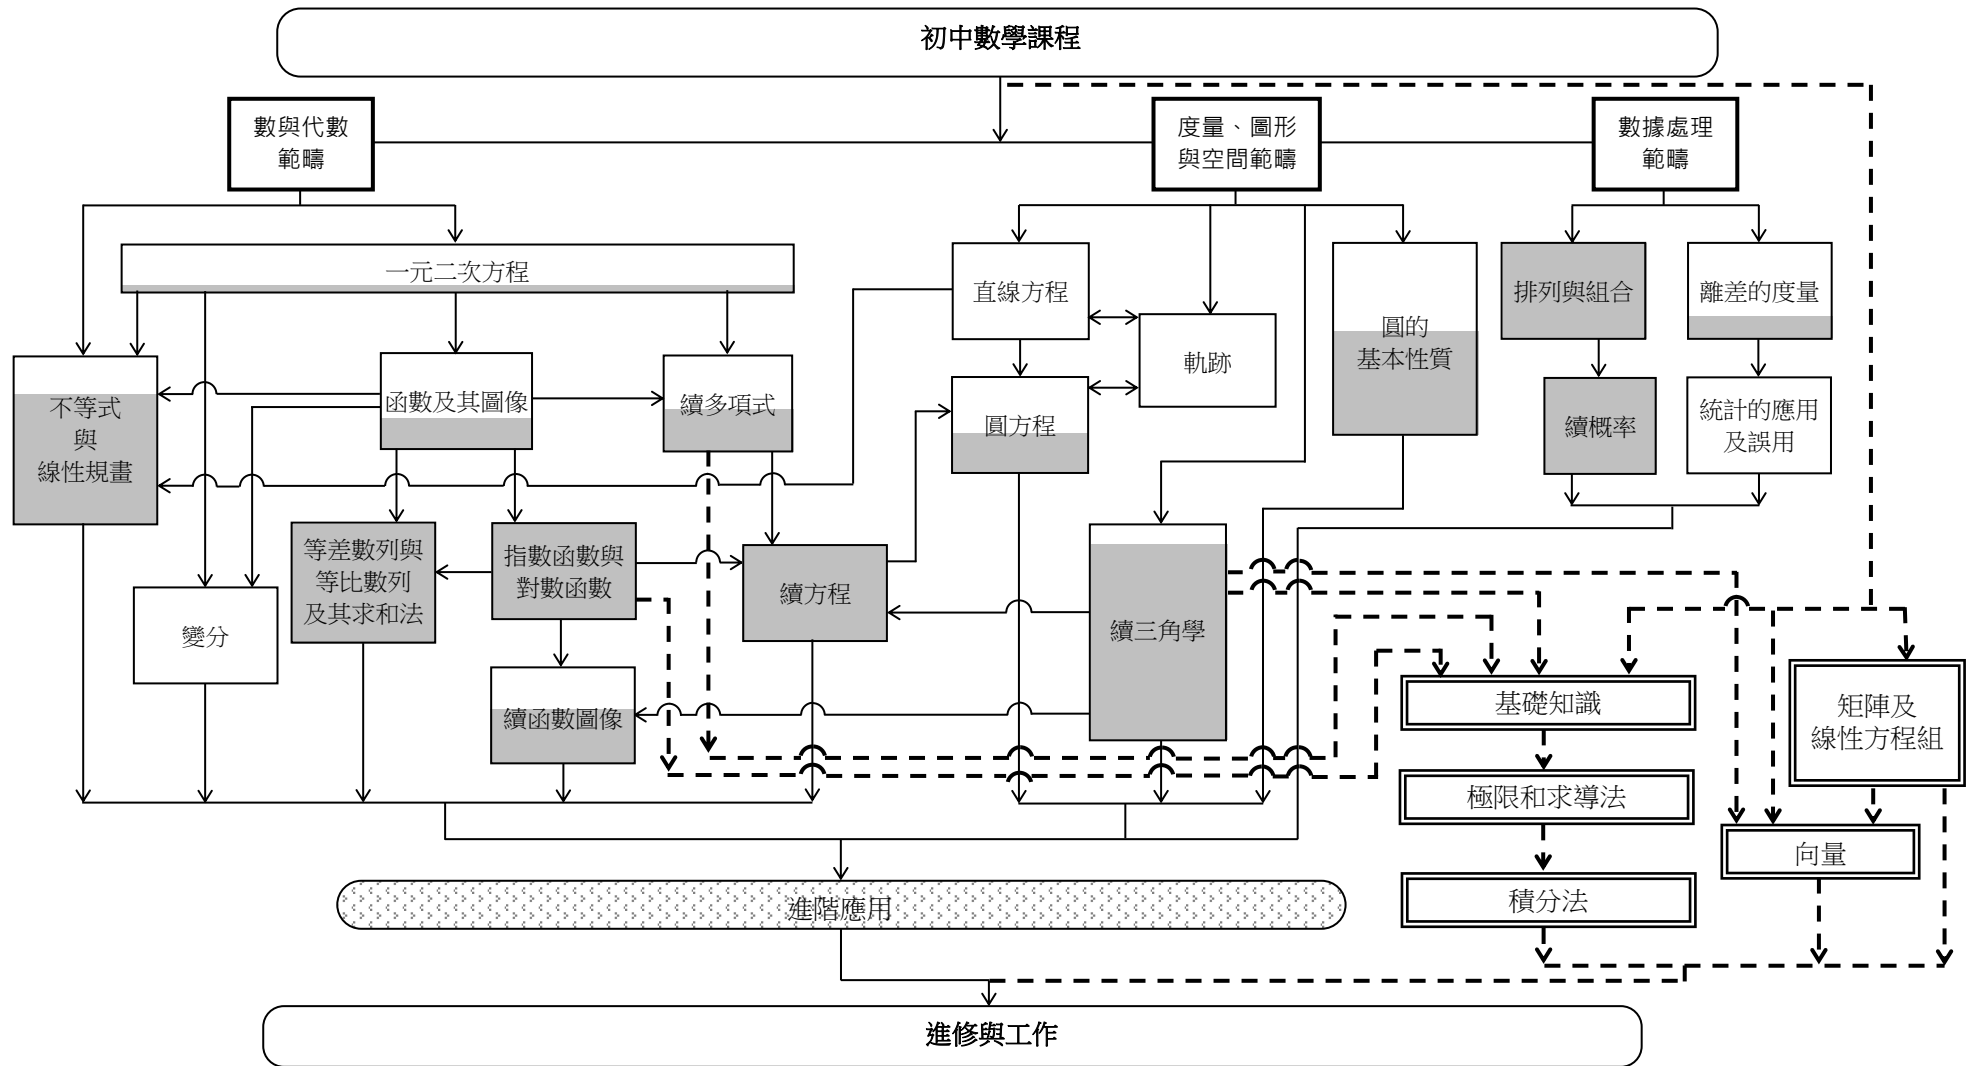 初中數學課程
數與代數
範疇
度量、圖形
與空間範疇
數據處理
範疇
一元二次方程
直線方程
軌跡
圓的
基本性質
排列與組合
離差的度量
不等式
與
線性規畫
函數及其圖像
續多項式
圓方程
續概率
統計的應用
及誤用
變分
等差數列與
等比數列
及其求和法
指數函數與
對數函數
續方程
續三角學
續函數圖像
基礎知識
矩陣及
線性方程組
極限和求導法
向量
積分法
進階應用
進修與工作